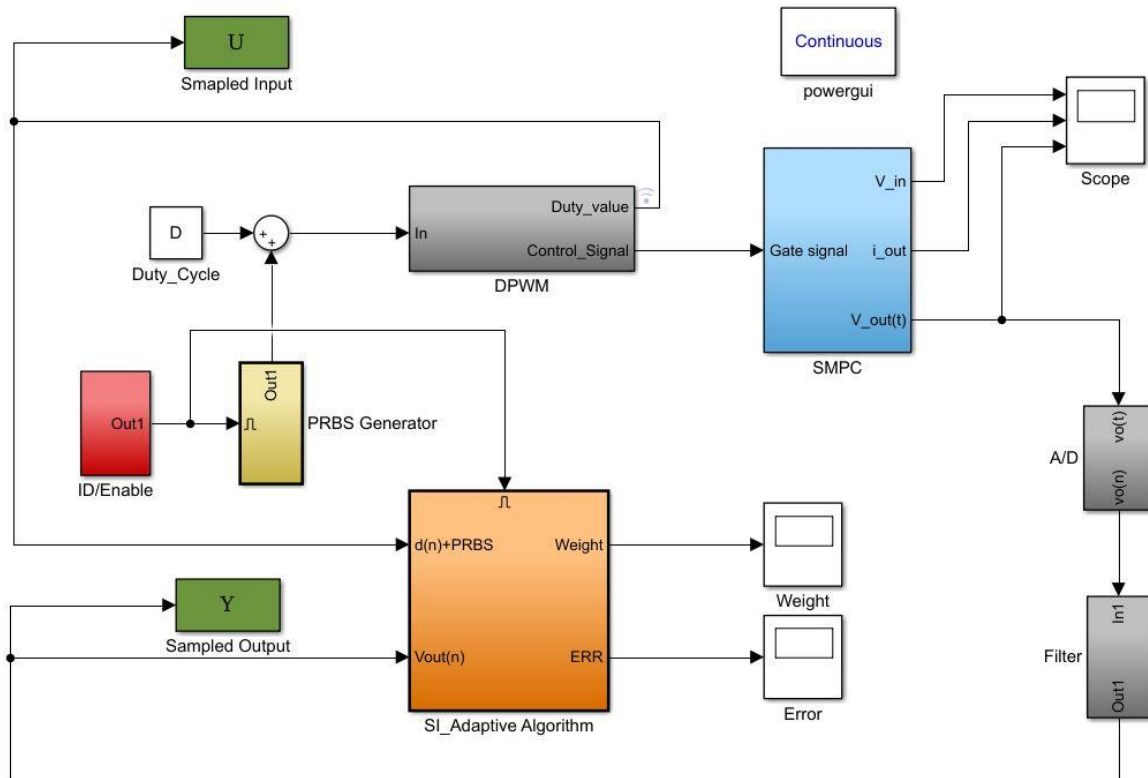 U
Smapled Input
Continuous
powergui
Scope
V_in
i_out
V_out(t)
Gate signal
SMPC
Duty_value
In
Control_Signal
DPWM
D
Duty_Cycle
+
+
Out1
ID/Enable
Out1
PRBS Generator
vo(t)
vo(n)
A/D
d(n)+PRBS
Weight
Vout(n)
ERR
SI_Adaptive Algorithm
Weight
Error
Y
Sampled Output
In1
Out1
Filter